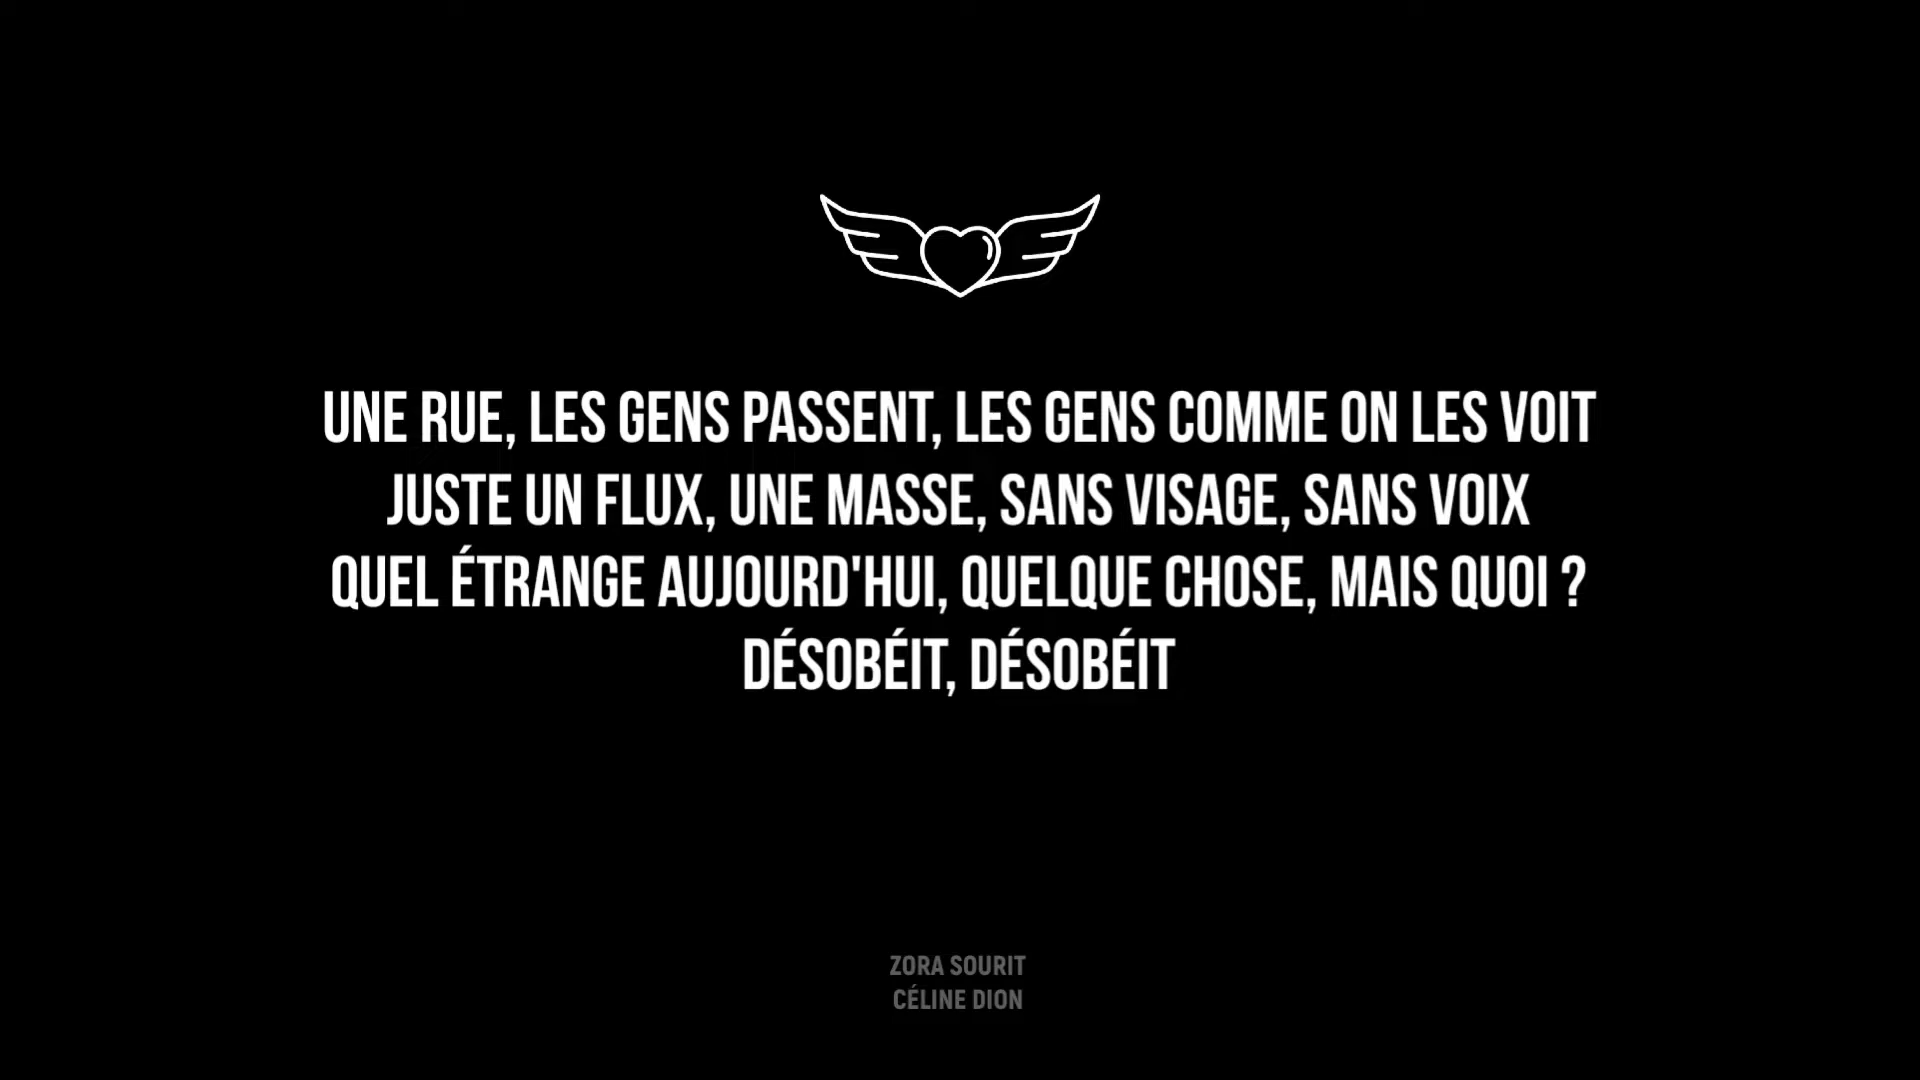 UNE RUE, LES GENS PASSENT, LES GENS COMME ON LES VOIT
JUSTE UN FLUX, UNE MASSE, SANS VISAGE, SANS VOIX
QUEL ÉTRANGE AUJOURD'HUI, QUELQUE CHOSE, MAIS QUOI ?
DÉSOBÉIT, DÉSOBÉIT
ZORA SOURIT
CÉLINE DION